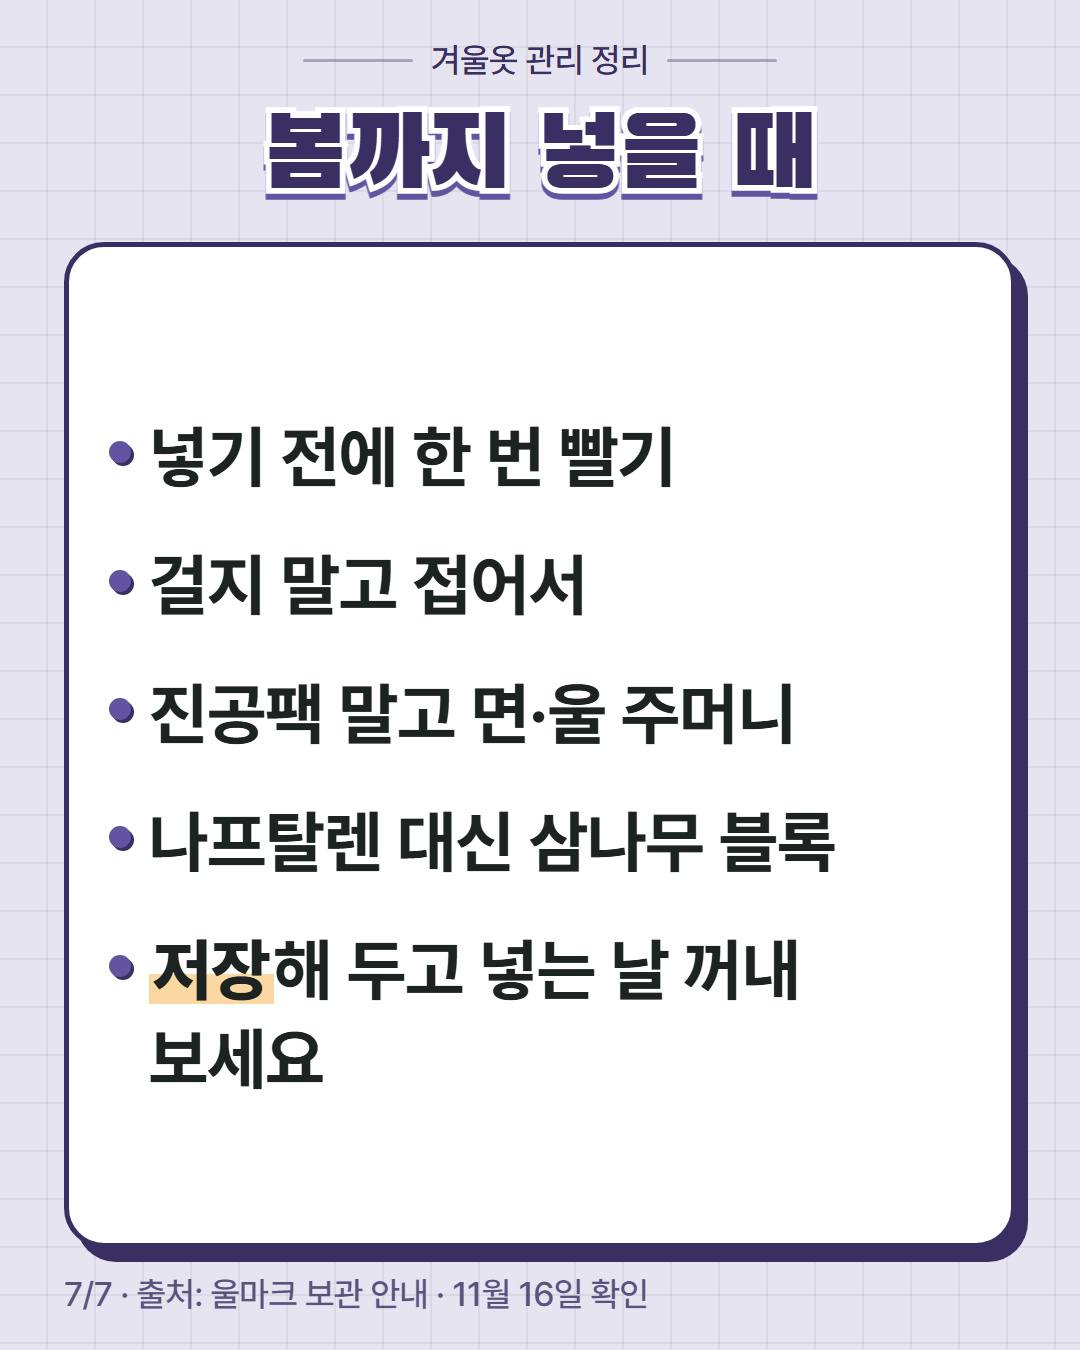 겨울옷 관리 정리
봄까지 넣을 때
넣기 전에 한 번 빨기
걸지 말고 접어서
진공팩 말고 면·울 주머니
나프탈렌 대신 삼나무 블록
저장해 두고 넣는 날 꺼내
보세요
7/7 · 출처: 울마크 보관 안내 · 11월 16일 확인